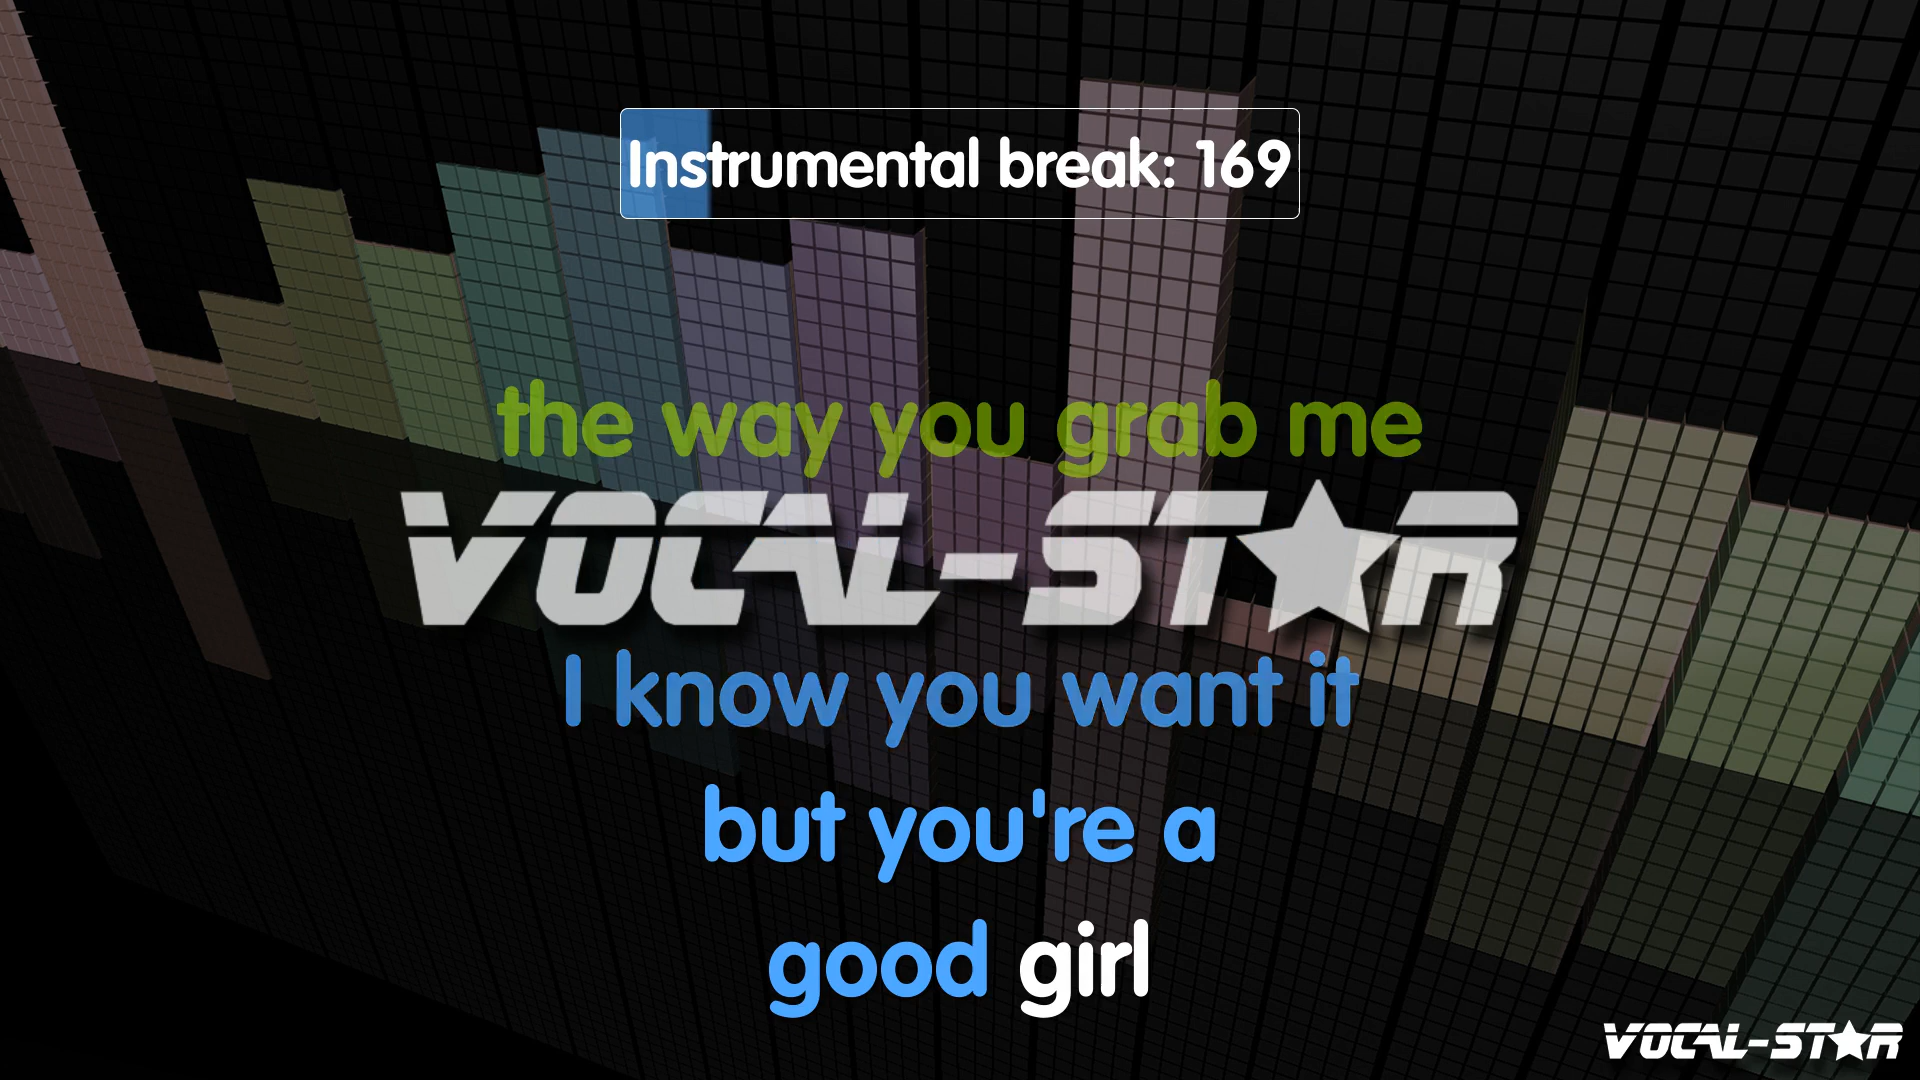 Instrumental break: 169
the way you grab me
VOCAL-STAR
I know you want it
but you're a
good girl
VOCAL-STAR